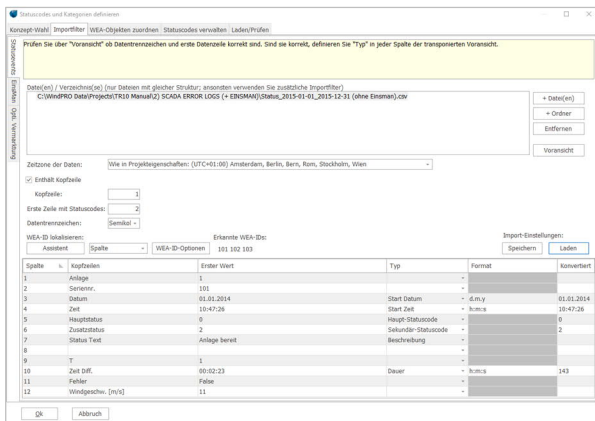 Statuscodes und Kategorien definieren
Konzept-Wahl Importfilter WEA-Objekten zuordnen Statuscodes verwalten Laden/Prüfen
Statusevents
EinsMan
Opt. Vermarktung
Prüfen Sie über "Voransicht" ob Datentrennzeichen und erste Datenzeile korrekt sind. Sind sie korrekt, definieren Sie "Typ" in jeder Spalte der transponierten Voransicht.
Datei(en) / Verzeichnis(se) (nur Dateien mit gleicher Struktur; ansonsten verwenden Sie zusätzliche Importfilter)
C:\WindPRO Data\Projects\TR10 Manual\2) SCADA ERROR LOGS (+ EINSMAN)\Status_2015-01-01_2015-12-31 (ohne Einsman).csv
+ Datei(en)
+ Ordner
Entfernen
Voransicht
Zeitzone der Daten: Wie in Projekteigenschaften: (UTC+01:00) Amsterdam, Berlin, Bern, Rom, Stockholm, Wien
Enthält Kopfzeile
Kopfzeile: 1
Erste Zeile mit Statuscodes: 2
Datentrennzeichen: Semikol
WEA-ID lokalisieren: Erkannte WEA-IDs: Import-Einstellungen:
Assistent Spalte WEA-ID-Optionen 101 102 103 Speichern Laden
Spalte Kopfzeilen Erster Wert Typ Format Konvertiert
1 Anlage 1
2 Seriennr. 101
3 Datum 01.01.2014 Start Datum d.m.y 01.01.2014
4 Zeit 10:47:26 Start Zeit h:m:s 10:47:26
5 Hauptstatus 0 Haupt-Statuscode 0
6 Zusatzstatus 2 Sekundär-Statuscode 2
7 Status Text Anlage bereit Beschreibung
8
9 T 1
10 Zeit Diff. 00:02:23 Dauer h:m:s 143
11 Fehler False
12 Windgeschw. [m/s] 11
Ok Abbruch